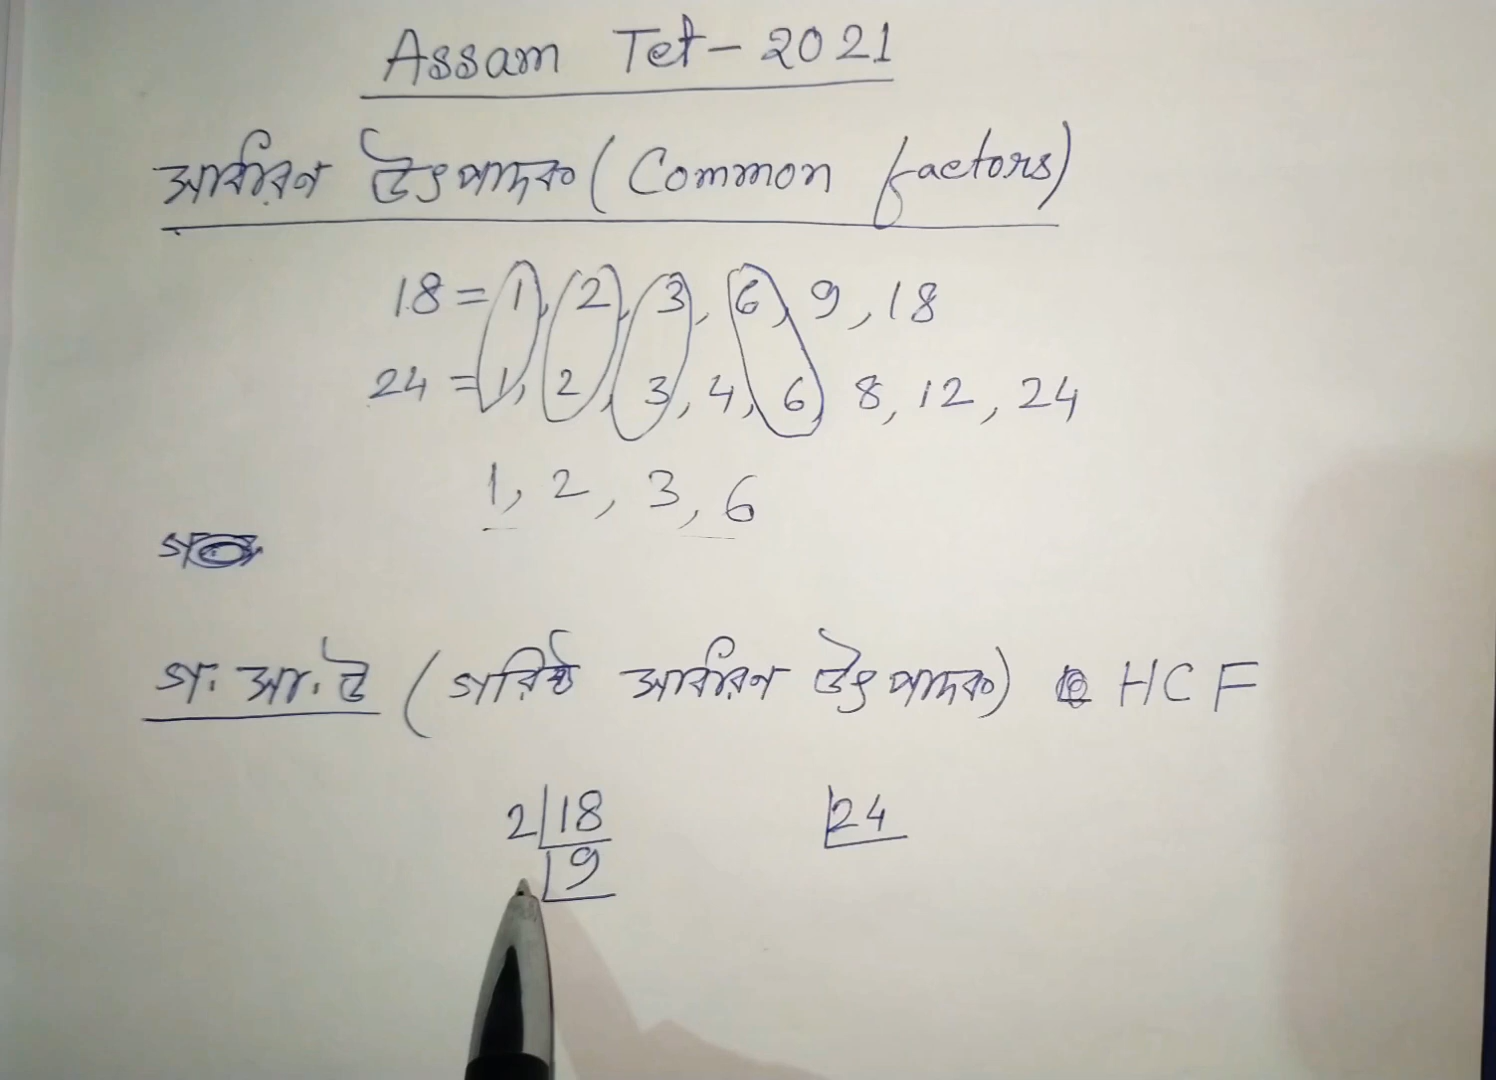 Assam Tet - 2021
সাধাৰণ উৎপাদক (Common factors)
18 = 1, 2, 3, 6, 9, 18
24 = 1, 2, 3, 4, 6, 8, 12, 24
1, 2, 3, 6
গ
গ. সা. উ (গৰিষ্ঠ সাধাৰণ উৎপাদক) HCF
2 18 24
9